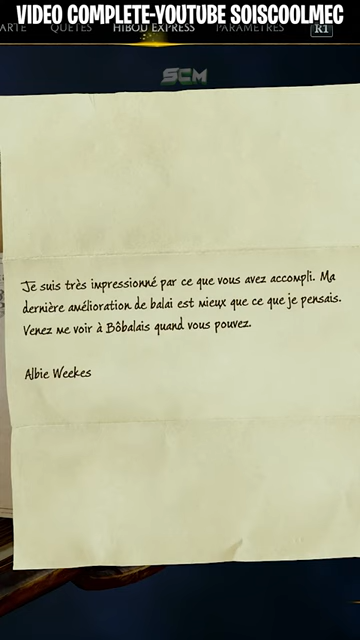 VIDEO COMPLETE-YOUTUBE SOISCOOLMEC
ARTE QUÊTES HIBOU EXPRESS PARAMÈTRES R1
SCM
Je suis très impressionné par ce que vous avez accompli. Ma
dernière amélioration de balai est mieux que ce que je pensais.
Venez me voir à Bôbalais quand vous pouvez.
Albie Weekes